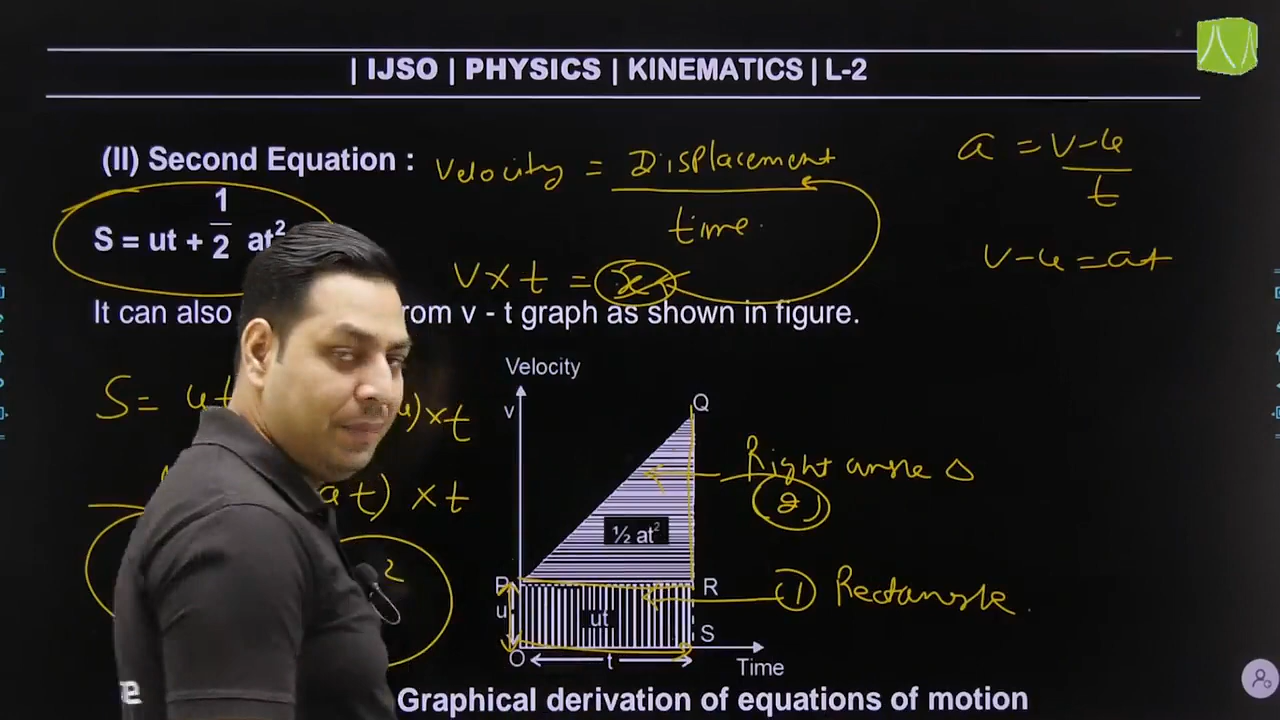 | IJSO | PHYSICS | KINEMATICS | L-2
(II) Second Equation :
Velocity = Displacement / time.
a = v-u / t
S = ut + 1/2 at²
v-u = at
v x t = x
It can also rom v - t graph as shown in figure.
Velocity
v
Q
S = ut u) x t
Right angle Δ
(2)
at) x t
½ at²
2
P
R
(1) Rectangle.
u
ut
S
O
t
Time
Graphical derivation of equations of motion